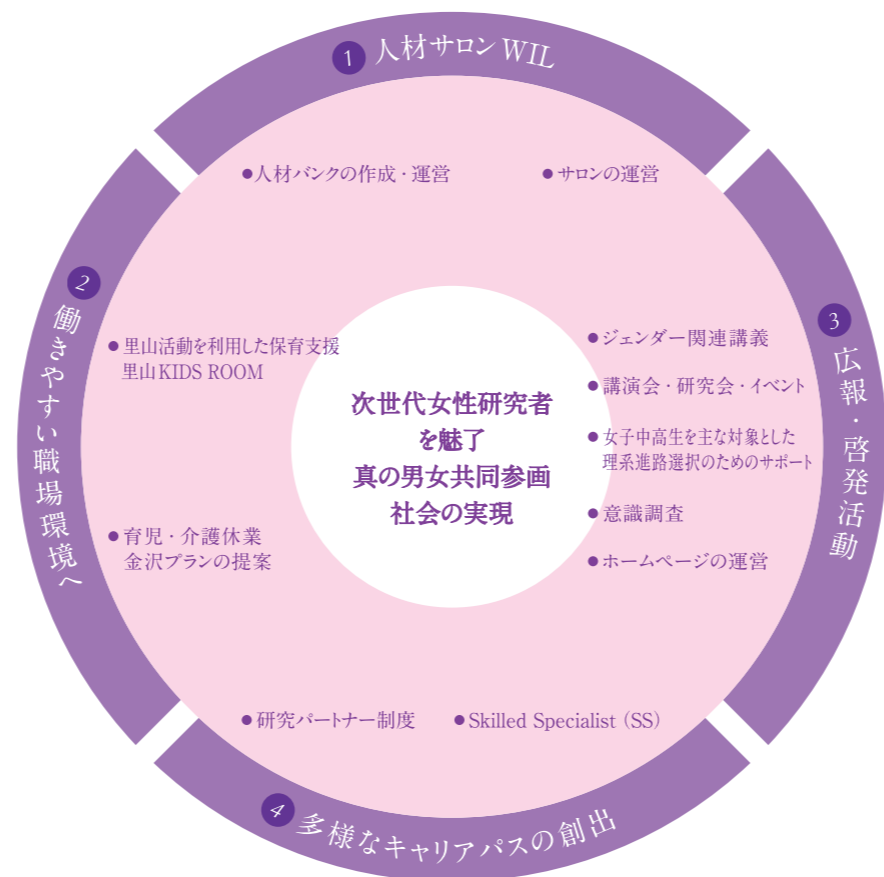 1 人材サロンWIL
●人材バンクの作成・運営
●サロンの運営
2 働きやすい職場環境へ
●里山活動を利用した保育支援
里山KIDS ROOM
●育児・介護休業
金沢プランの提案
次世代女性研究者
を魅了
真の男女共同参画
社会の実現
3 広報・啓発活動
●ジェンダー関連講義
●講演会・研究会・イベント
●女子中高生を主な対象とした
理系進路選択のためのサポート
●意識調査
●ホームページの運営
4 多様なキャリアパスの創出
●研究パートナー制度
●Skilled Specialist（SS）